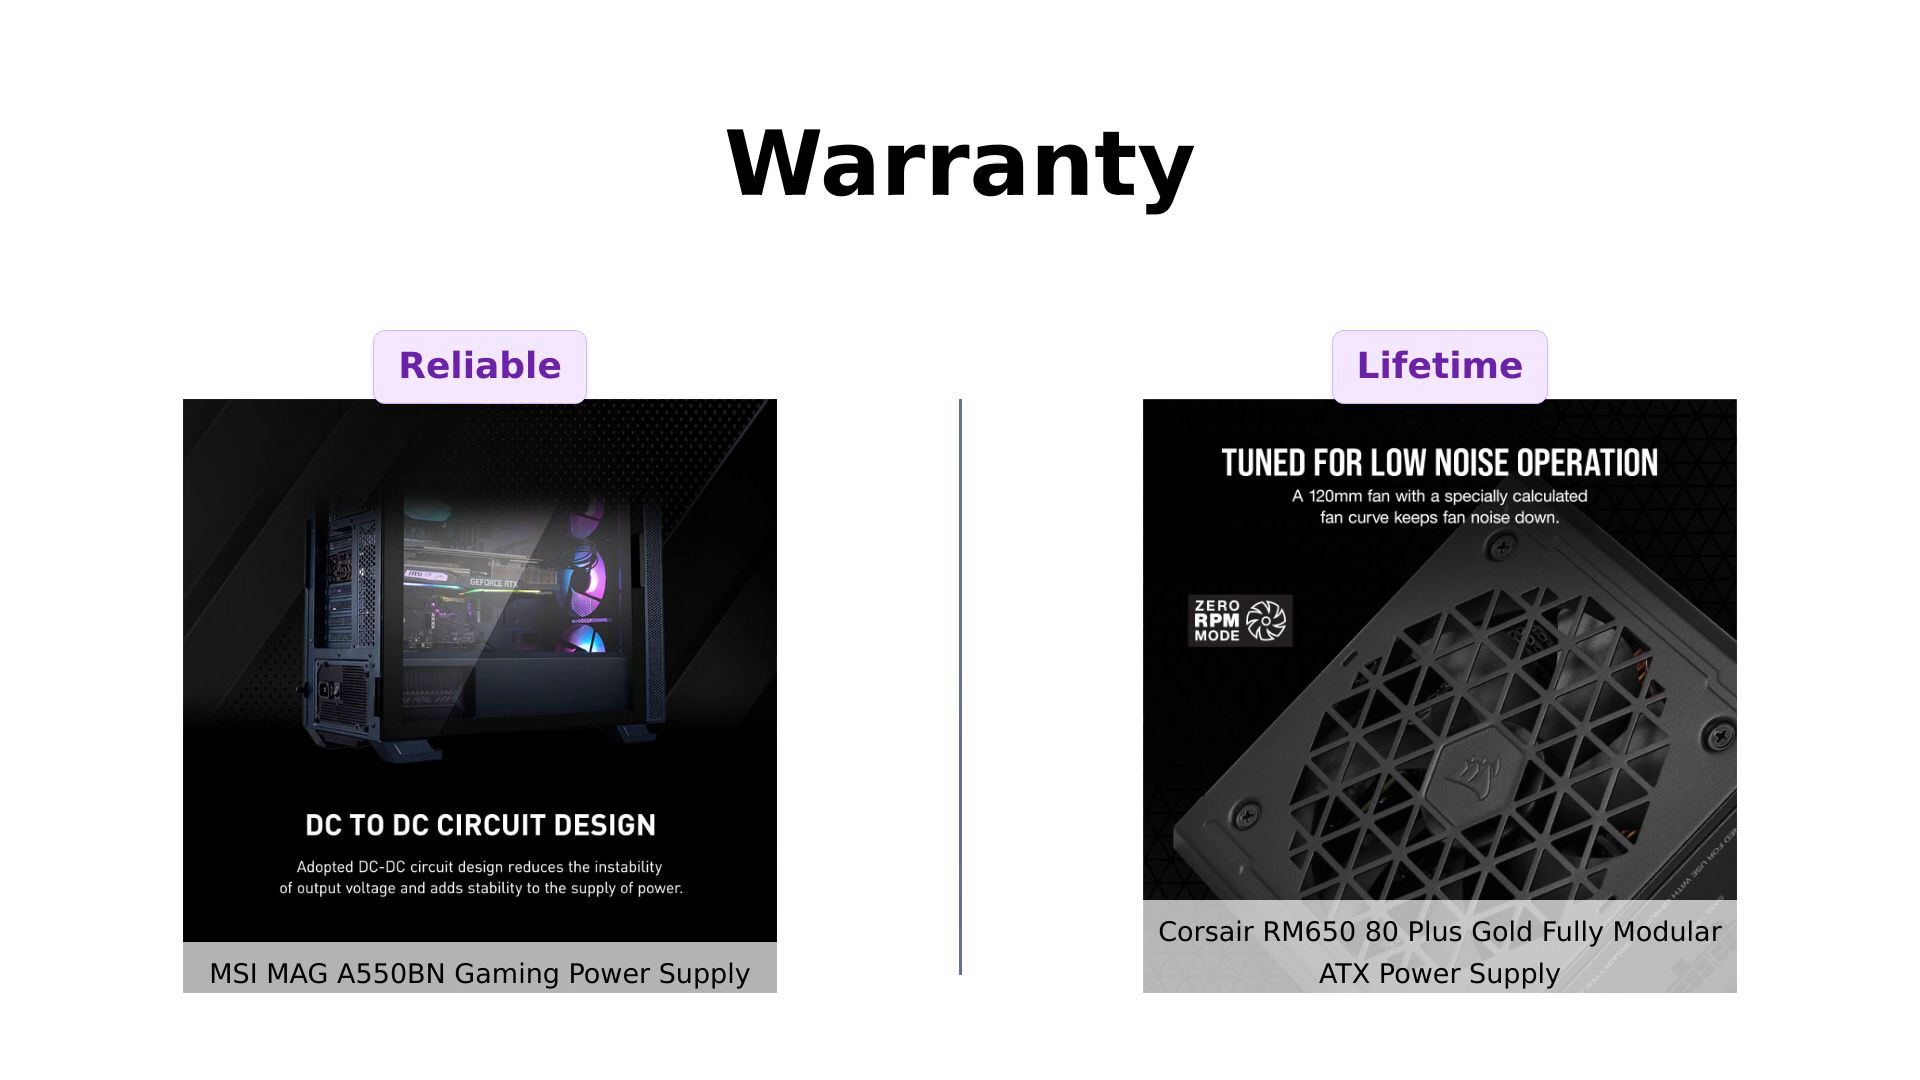 Warranty
Reliable
Lifetime
GEFORCE RTX
DC TO DC CIRCUIT DESIGN
Adopted DC-DC circuit design reduces the instability
of output voltage and adds stability to the supply of power.
MSI MAG A550BN Gaming Power Supply
TUNED FOR LOW NOISE OPERATION
A 120mm fan with a specially calculated
fan curve keeps fan noise down.
ZERO
RPM
MODE
Corsair RM650 80 Plus Gold Fully Modular
ATX Power Supply